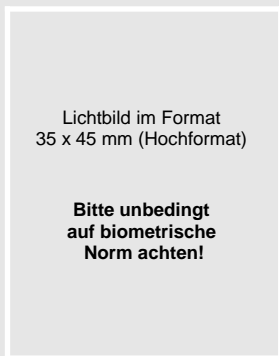 Lichtbild im Format
35 x 45 mm (Hochformat)
Bitte unbedingt
auf biometrische
Norm achten!